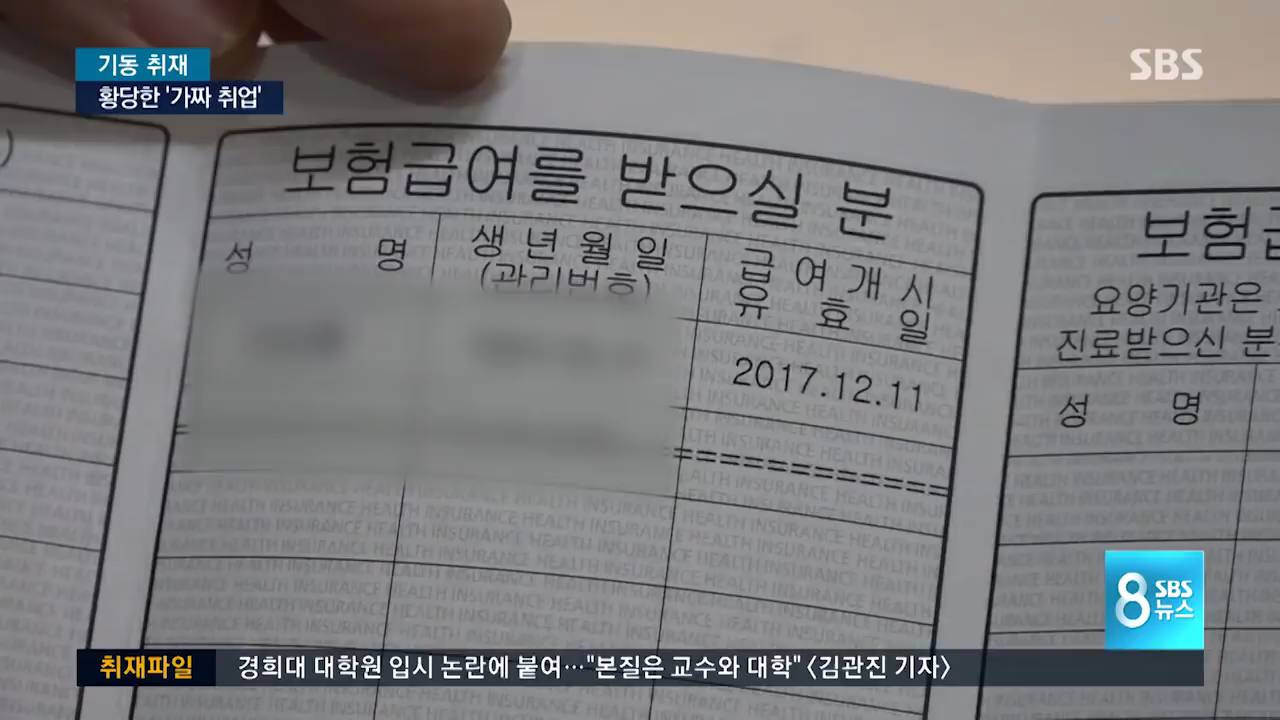 기동 취재
황당한 '가짜 취업'
SBS
보험급여를 받으실 분
성 명
생 년 월 일
(관리번호)
급 여 개 시
유 효 일
2017.12.11
보험급
요양기관은
진료받으신 분
성 명
8 SBS 뉴스
취재파일 경희대 대학원 입시 논란에 붙여…"본질은 교수와 대학" 〈김관진 기자〉